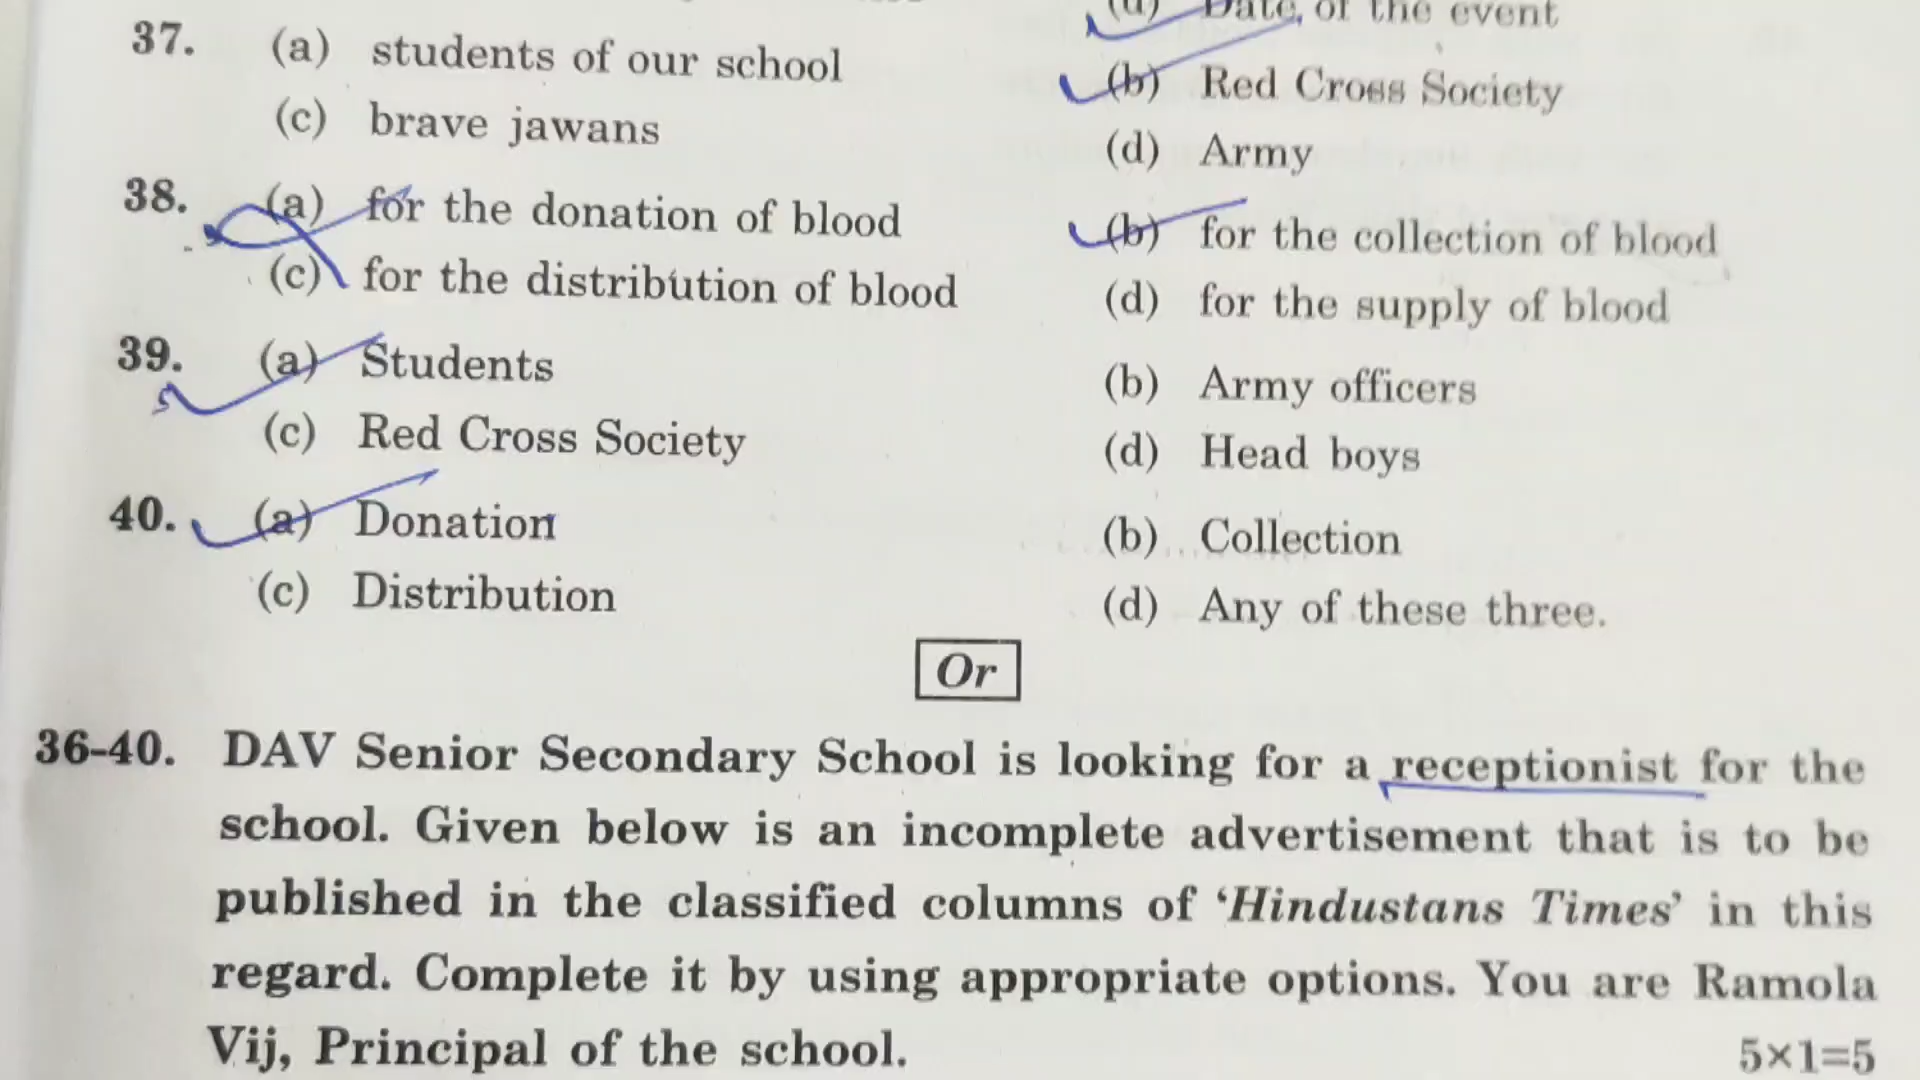 (d) Date of the event
37. (a) students of our school (b) Red Cross Society
(c) brave jawans (d) Army
38. (a) for the donation of blood (b) for the collection of blood
(c) for the distribution of blood (d) for the supply of blood
39. (a) Students (b) Army officers
(c) Red Cross Society (d) Head boys
40. (a) Donation (b) Collection
(c) Distribution (d) Any of these three.
Or
36-40. DAV Senior Secondary School is looking for a receptionist for the
school. Given below is an incomplete advertisement that is to be
published in the classified columns of ‘Hindustans Times’ in this
regard. Complete it by using appropriate options. You are Ramola
Vij, Principal of the school. 5×1=5